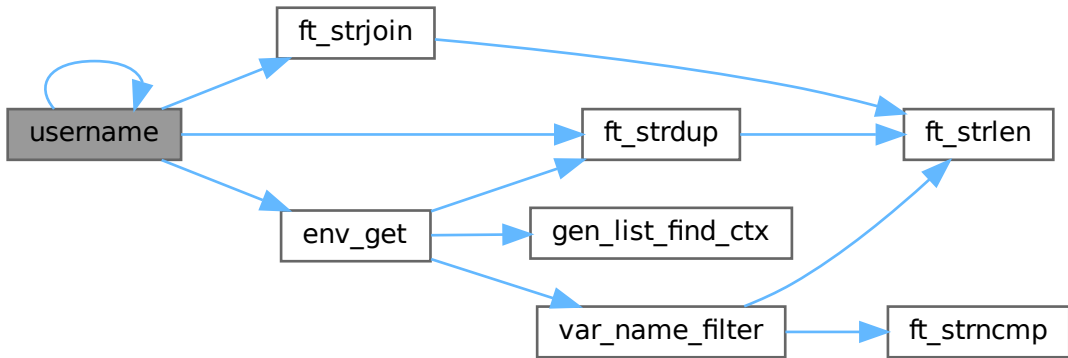 username
ft_strjoin
ft_strdup
ft_strlen
env_get
gen_list_find_ctx
var_name_filter
ft_strncmp